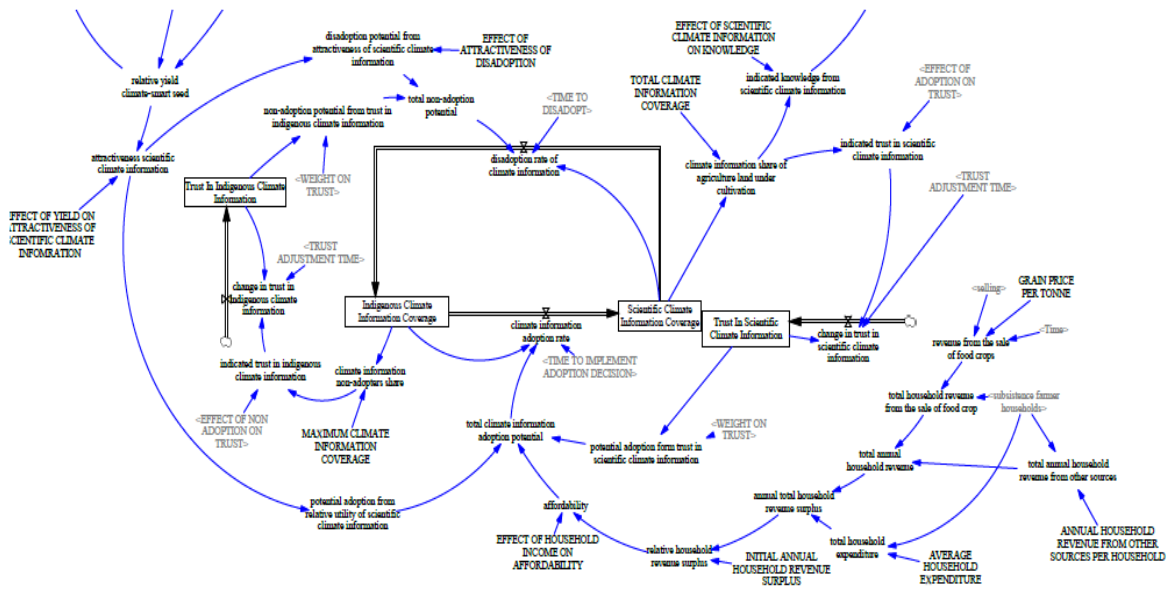 EFFECT OF SCIENTIFIC
CLIMATE INFORMATION
ON KNOWLEDGE
disadoption potential from
attractiveness of scientific climate
information
EFFECT OF
ATTRACTIVENESS OF
DISADOPTION
relative yield
climate-smart seed
TOTAL CLIMATE
INFORMATION
COVERAGE
indicated knowledge from
scientific climate information
<EFFECT OF
ADOPTION ON
TRUST>
non-adoption potential from trust in
indigenous climate information
total non-adoption
potential
<TIME TO
DISADOPT>
attractiveness scientific
climate information
disadoption rate of
climate information
climate information share of
agriculture land under
cultivation
indicated trust in scientific
climate information
Trust In Indigenous Climate
Information
<WEIGHT ON
TRUST>
<TRUST
ADJUSTMENT TIME>
EFFECT OF YIELD ON
ATTRACTIVENESS OF
SCIENTIFIC CLIMATE
INFOMRATION
<TRUST
ADJUSTMENT TIME>
change in trust in
indigenous climate
information
<selling>
GRAIN PRICE
PER TONNE
Indigenous Climate
Information Coverage
Scientific Climate
Information Coverage
Trust In Scientific
Climate Information
climate information
adoption rate
change in trust in
scientific climate
information
revenue from the sale
of food crops
<Time>
indicated trust in indigenous
climate information
climate information
non-adopters share
<TIME TO IMPLEMENT
ADOPTION DECISION>
total household revenue
from the sale of food crop
<subsistence farmer
households>
<EFFECT OF NON
ADOPTION ON
TRUST>
MAXIMUM CLIMATE
INFORMATION
COVERAGE
total climate information
adoption potential
potential adoption form trust in
scientific climate information
<WEIGHT ON
TRUST>
total annual
household revenue
total annual household
revenue from other sources
potential adoption from
relative utility of scientific
climate information
affordability
annual total household
revenue surplus
EFFECT OF HOUSEHOLD
INCOME ON
AFFORDABILITY
relative household
revenue surplus
INITIAL ANNUAL
HOUSEHOLD REVENUE
SURPLUS
total household
expenditure
AVERAGE
HOUSEHOLD
EXPENDITURE
ANNUAL HOUSEHOLD
REVENUE FROM OTHER
SOURCES PER HOUSEHOLD